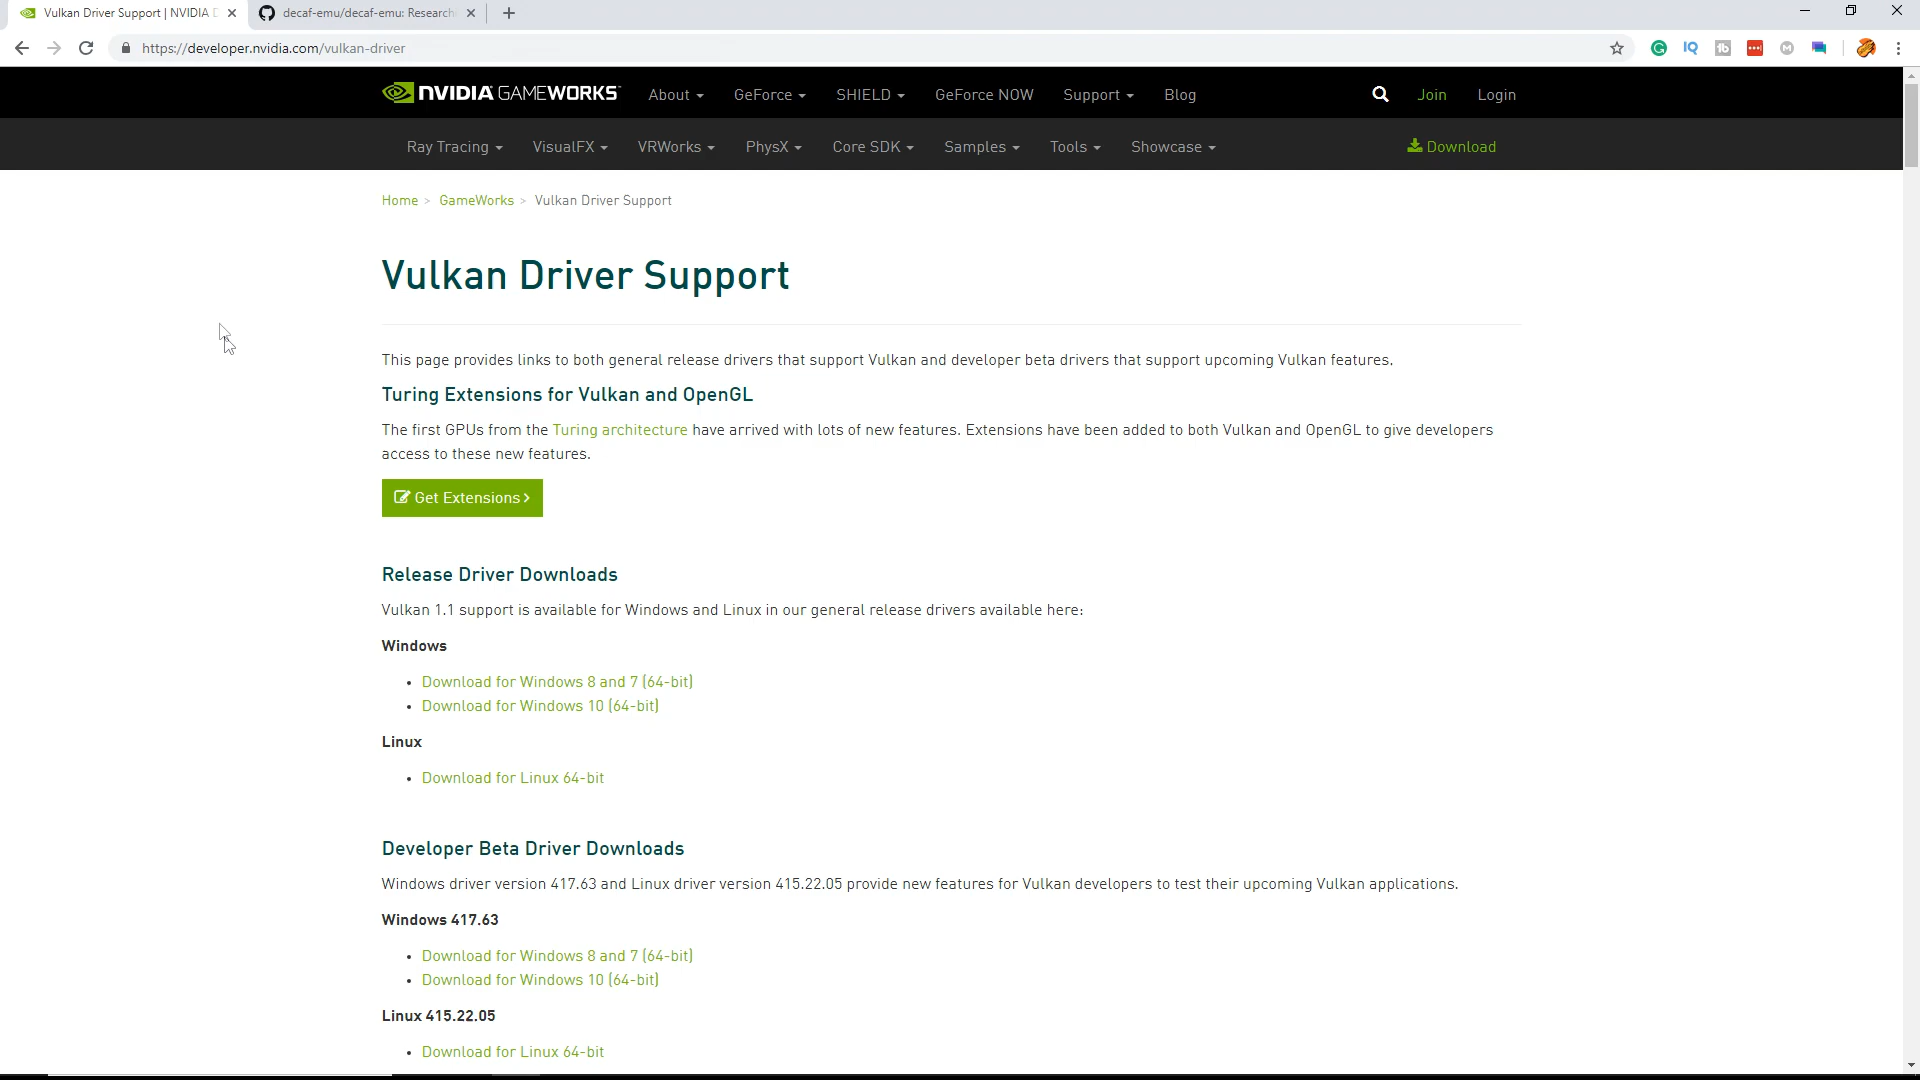 Vulkan Driver Support | NVIDIA D
decaf-emu/decaf-emu: Research
https://developer.nvidia.com/vulkan-driver
NVIDIA GAMEWORKS About GeForce SHIELD GeForce NOW Support Blog Join Login
Ray Tracing VisualFX VRWorks PhysX Core SDK Samples Tools Showcase Download
Home > GameWorks > Vulkan Driver Support
Vulkan Driver Support
This page provides links to both general release drivers that support Vulkan and developer beta drivers that support upcoming Vulkan features.
Turing Extensions for Vulkan and OpenGL
The first GPUs from the Turing architecture have arrived with lots of new features. Extensions have been added to both Vulkan and OpenGL to give developers
access to these new features.
Get Extensions >
Release Driver Downloads
Vulkan 1.1 support is available for Windows and Linux in our general release drivers available here:
Windows
• Download for Windows 8 and 7 (64-bit)
• Download for Windows 10 (64-bit)
Linux
• Download for Linux 64-bit
Developer Beta Driver Downloads
Windows driver version 417.63 and Linux driver version 415.22.05 provide new features for Vulkan developers to test their upcoming Vulkan applications.
Windows 417.63
• Download for Windows 8 and 7 (64-bit)
• Download for Windows 10 (64-bit)
Linux 415.22.05
• Download for Linux 64-bit